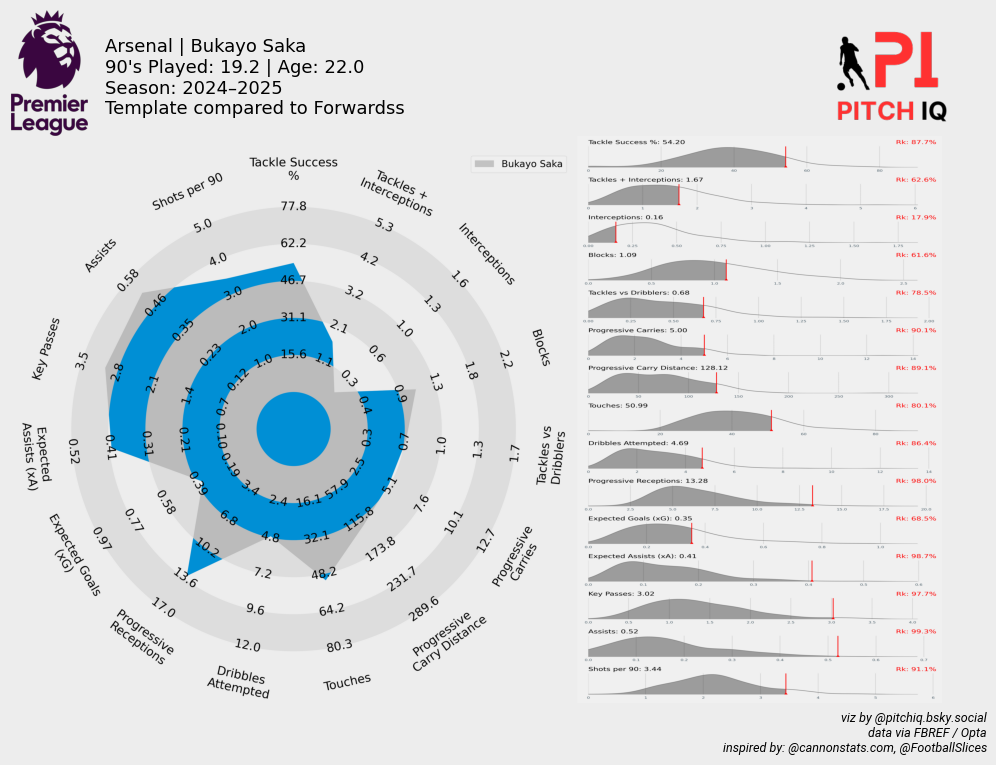 Premier
League
Arsenal | Bukayo Saka
90's Played: 19.2 | Age: 22.0
Season: 2024–2025
Template compared to Forwardss
PI
PITCH IQ
Bukayo Saka
Tackle Success
%
77.8
62.2
46.7
31.1
15.6
Tackles +
Interceptions
5.3
4.2
3.2
2.1
1.1
Interceptions
1.6
1.3
1.0
0.6
0.3
Blocks
2.2
1.8
1.3
0.9
0.4
Tackles vs
Dribblers
1.7
1.3
1.0
0.7
0.3
Progressive
Carries
12.7
10.1
7.6
5.1
2.5
Progressive
Carry Distance
289.6
231.7
173.8
115.8
57.9
Touches
80.3
64.2
48.2
32.1
16.1
Dribbles
Attempted
12.0
9.6
7.2
4.8
2.4
Progressive
Receptions
17.0
13.6
10.2
6.8
3.4
Expected Goals
(xG)
0.97
0.77
0.58
0.39
0.19
Expected
Assists (xA)
0.52
0.41
0.31
0.21
0.10
Key Passes
3.5
2.8
2.1
1.4
0.7
Assists
0.58
0.46
0.35
0.23
0.12
Shots per 90
5.0
4.0
3.0
2.0
1.0
Tackle Success %: 54.20 Rk: 87.7%
Tackles + Interceptions: 1.67 Rk: 62.6%
Interceptions: 0.16 Rk: 17.9%
Blocks: 1.09 Rk: 61.6%
Tackles vs Dribblers: 0.68 Rk: 78.5%
Progressive Carries: 5.00 Rk: 90.1%
Progressive Carry Distance: 128.12 Rk: 89.1%
Touches: 50.99 Rk: 80.1%
Dribbles Attempted: 4.69 Rk: 86.4%
Progressive Receptions: 13.28 Rk: 98.0%
Expected Goals (xG): 0.35 Rk: 68.5%
Expected Assists (xA): 0.41 Rk: 98.7%
Key Passes: 3.02 Rk: 97.7%
Assists: 0.52 Rk: 99.3%
Shots per 90: 3.44 Rk: 91.1%
viz by @pitchiq.bsky.social
data via FBREF / Opta
inspired by: @cannonstats.com, @FootballSlices